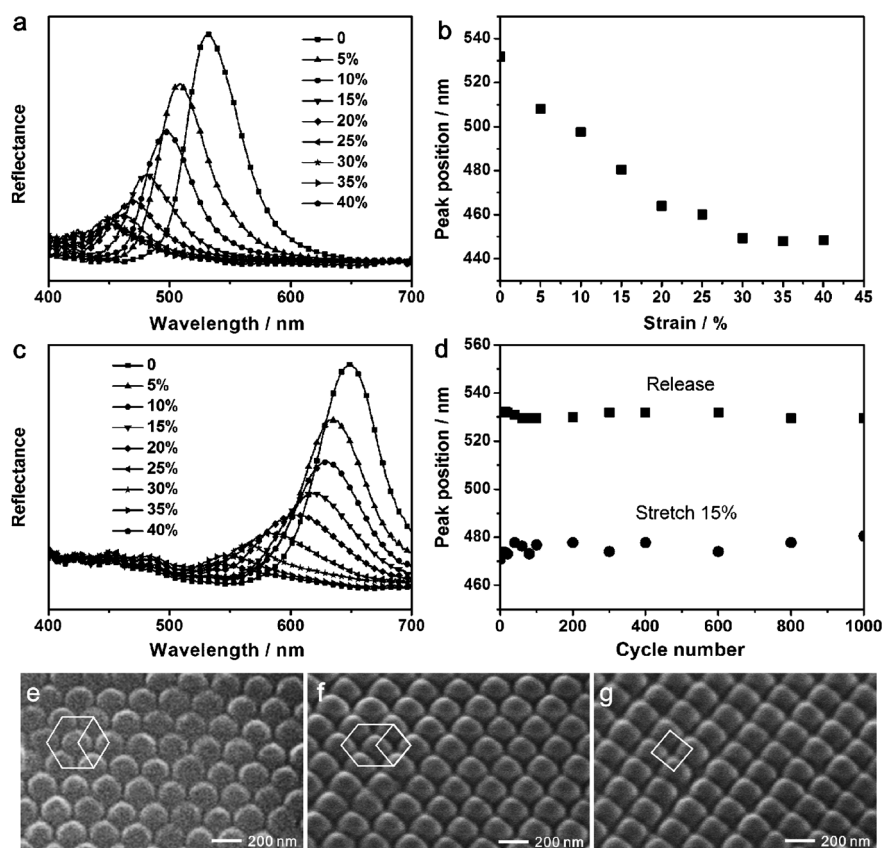 a
Reflectance
0
5%
10%
15%
20%
25%
30%
35%
40%
400
500
600
700
Wavelength / nm
b
Peak position / nm
540
520
500
480
460
440
0
5
10
15
20
25
30
35
40
45
Strain / %
c
Reflectance
0
5%
10%
15%
20%
25%
30%
35%
40%
400
500
600
700
Wavelength / nm
d
Peak position / nm
560
540
520
500
480
460
Release
Stretch 15%
0
200
400
600
800
1000
Cycle number
e
200 nm
f
200 nm
g
200 nm